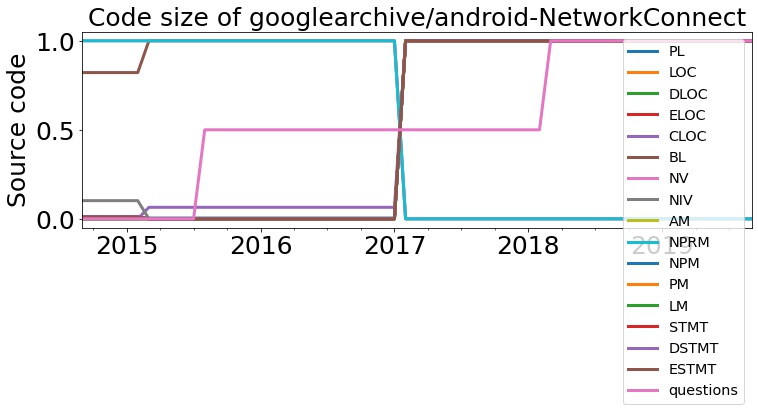 Code size of googlearchive/android-NetworkConnect
Source code
1.0
0.5
0.0
2015
2016
2017
2018
2019
PL
LOC
DLOC
ELOC
CLOC
BL
NV
NIV
AM
NPRM
NPM
PM
LM
STMT
DSTMT
ESTMT
questions